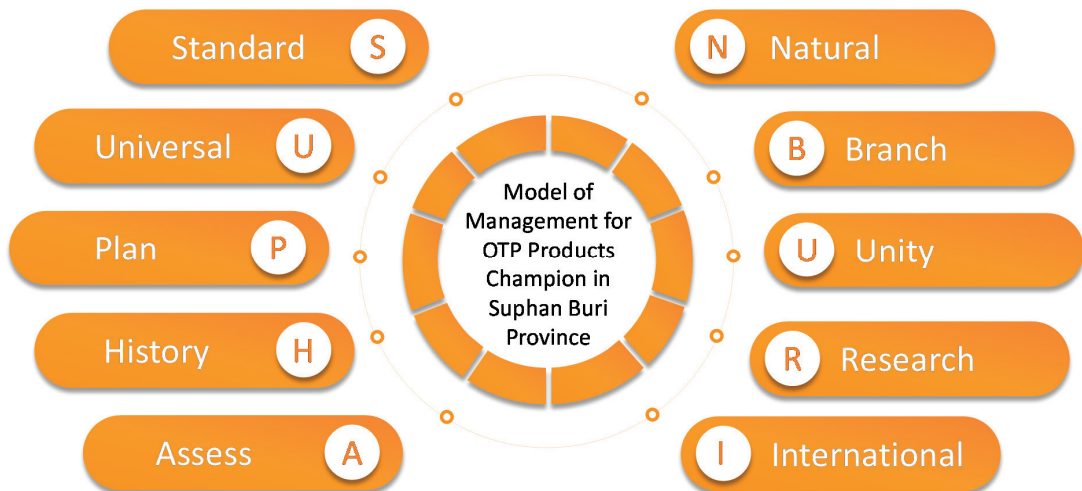 Standard S
Universal U
Plan P
History H
Assess A
Model of
Management for
OTP Products
Champion in
Suphan Buri
Province
N Natural
B Branch
U Unity
R Research
I International